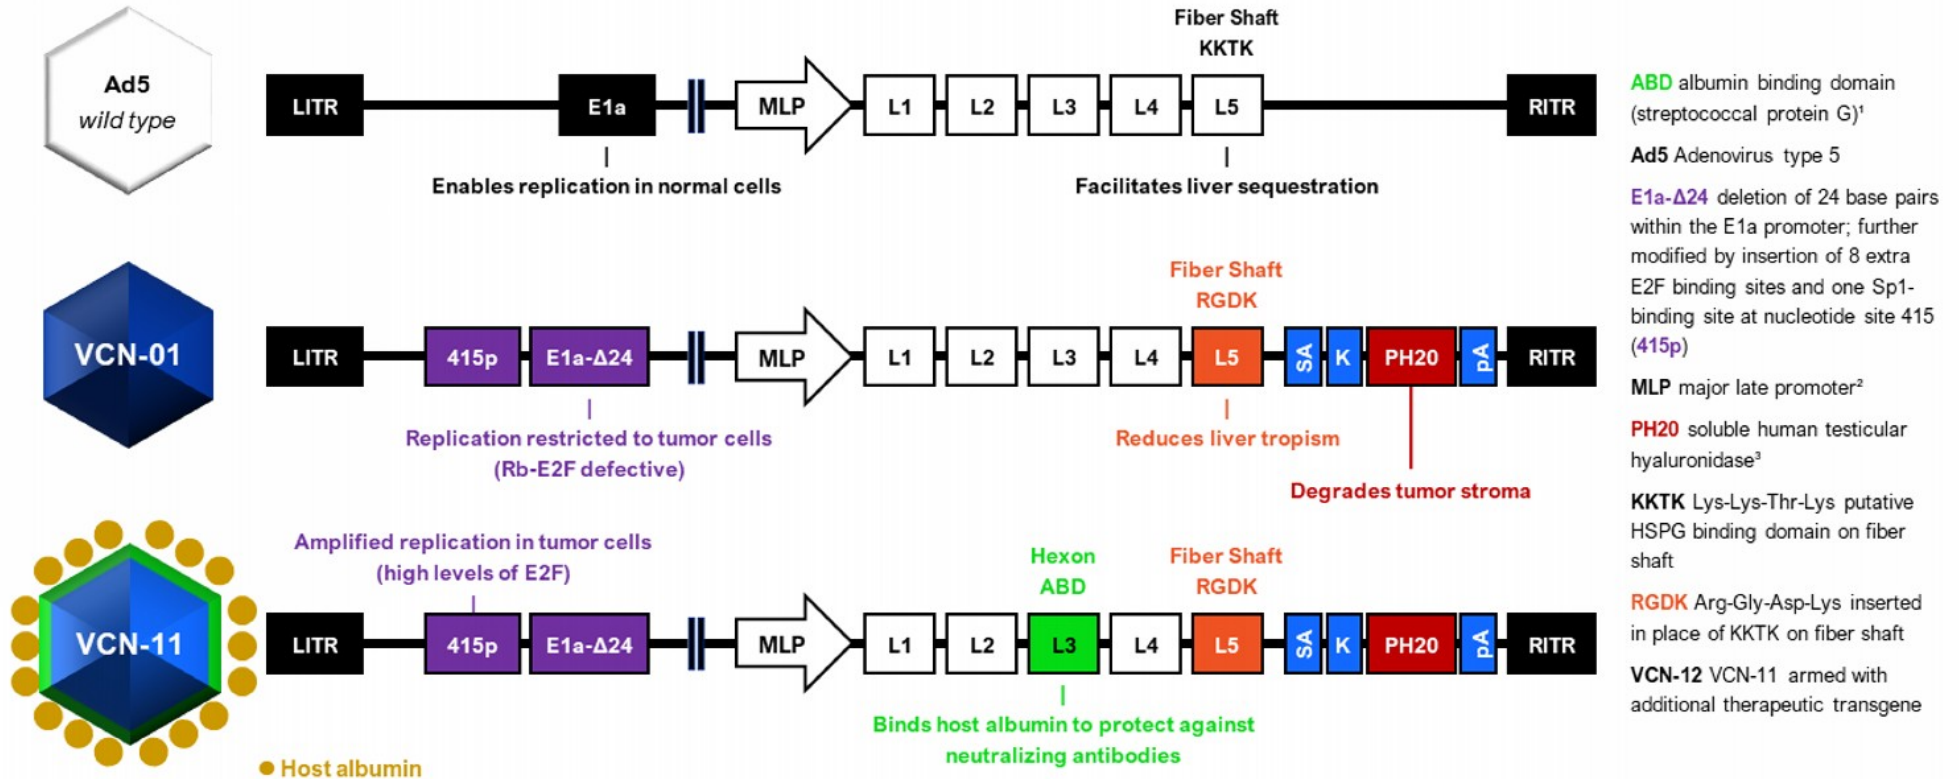 Fiber Shaft
KKTK
Ad5
wild type
LITR
E1a
MLP
L1
L2
L3
L4
L5
RITR
Enables replication in normal cells
Facilitates liver sequestration
Fiber Shaft
RGDK
VCN-01
LITR
415p
E1a-Δ24
MLP
L1
L2
L3
L4
L5
SA
K
PH20
pA
RITR
Replication restricted to tumor cells
(Rb-E2F defective)
Reduces liver tropism
Degrades tumor stroma
Amplified replication in tumor cells
(high levels of E2F)
Hexon
ABD
Fiber Shaft
RGDK
VCN-11
LITR
415p
E1a-Δ24
MLP
L1
L2
L3
L4
L5
SA
K
PH20
pA
RITR
Binds host albumin to protect against
neutralizing antibodies
Host albumin
ABD albumin binding domain
(streptococcal protein G)¹
Ad5 Adenovirus type 5
E1a-Δ24 deletion of 24 base pairs
within the E1a promoter; further
modified by insertion of 8 extra
E2F binding sites and one Sp1-
binding site at nucleotide site 415
(415p)
MLP major late promoter²
PH20 soluble human testicular
hyaluronidase³
KKTK Lys-Lys-Thr-Lys putative
HSPG binding domain on fiber
shaft
RGDK Arg-Gly-Asp-Lys inserted
in place of KKTK on fiber shaft
VCN-12 VCN-11 armed with
additional therapeutic transgene